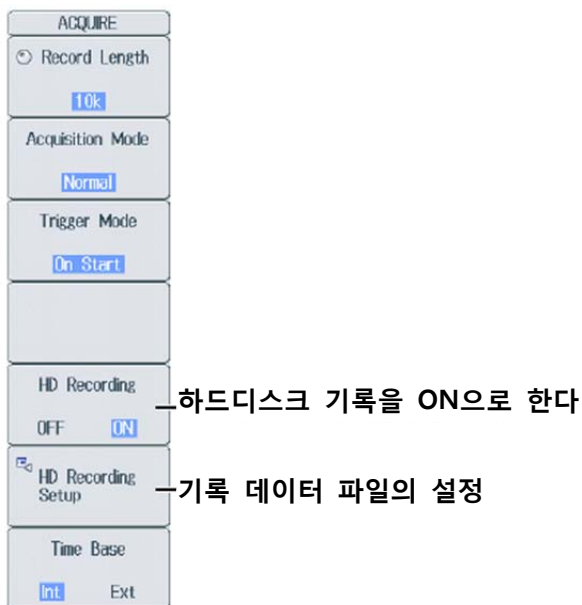 ACQUIRE
Record Length
10k
Acquisition Mode
Normal
Trigger Mode
On Start
HD Recording
OFF ON
하드디스크 기록을 ON으로 한다
HD Recording
Setup
기록 데이터 파일의 설정
Time Base
Int Ext